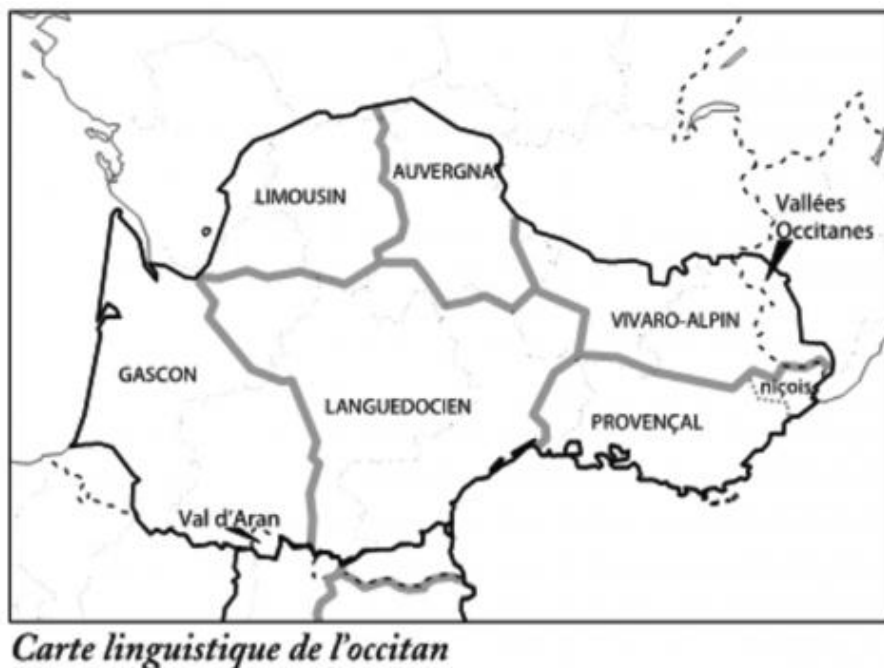 AUVERGNA
LIMOUSIN
Vallées
Occitanes
VIVARO-ALPIN
GASCON
niçois
LANGUEDOCIEN
PROVENÇAL
Val d'Aran
Carte linguistique de l'occitan